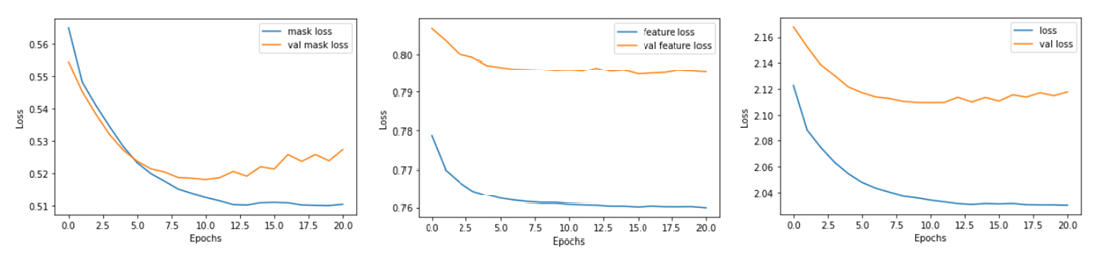 mask loss
val mask loss
0.56
0.55
0.54
0.53
0.52
0.51
Loss
0.0 2.5 5.0 7.5 10.0 12.5 15.0 17.5 20.0
Epochs
feature loss
val feature loss
0.80
0.79
0.78
0.77
0.76
Loss
0.0 2.5 5.0 7.5 10.0 12.5 15.0 17.5 20.0
Epochs
loss
val loss
2.16
2.14
2.12
2.10
2.08
2.06
2.04
Loss
0.0 2.5 5.0 7.5 10.0 12.5 15.0 17.5 20.0
Epochs